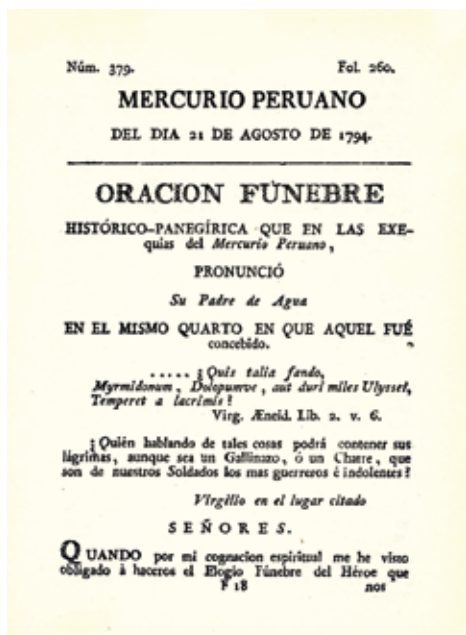 Núm. 379. Fol. 260.
MERCURIO PERUANO
DEL DIA 21 DE AGOSTO DE 1794.
ORACION FÚNEBRE
HISTÓRICO-PANEGÍRICA QUE EN LAS EXE-
quias del Mercurio Peruano,
PRONUNCIÓ
Su Padre de Agua
EN EL MISMO QUARTO EN QUE AQUEL FUÉ
concebido.
. . . . . ¿Quis talia fando,
Myrmidonum, Dolopumve, aut duri miles Ulyssei,
Temperet a lacrimis?
Virg. Æneid. Lib. 2. v. 6.
¿Quién hablando de tales cosas podrá contener sus
lágrimas, aunque sea un Gallinazo, ó un, que
son de nuestros Soldados los mas guerreros é indolentes?
Virgilio en el lugar citado
SEÑORES.
QUANDO por mi cognacion espiritual me he visto
obligado á haceros el Elogio Fúnebre del Héroe que
F 18 nos